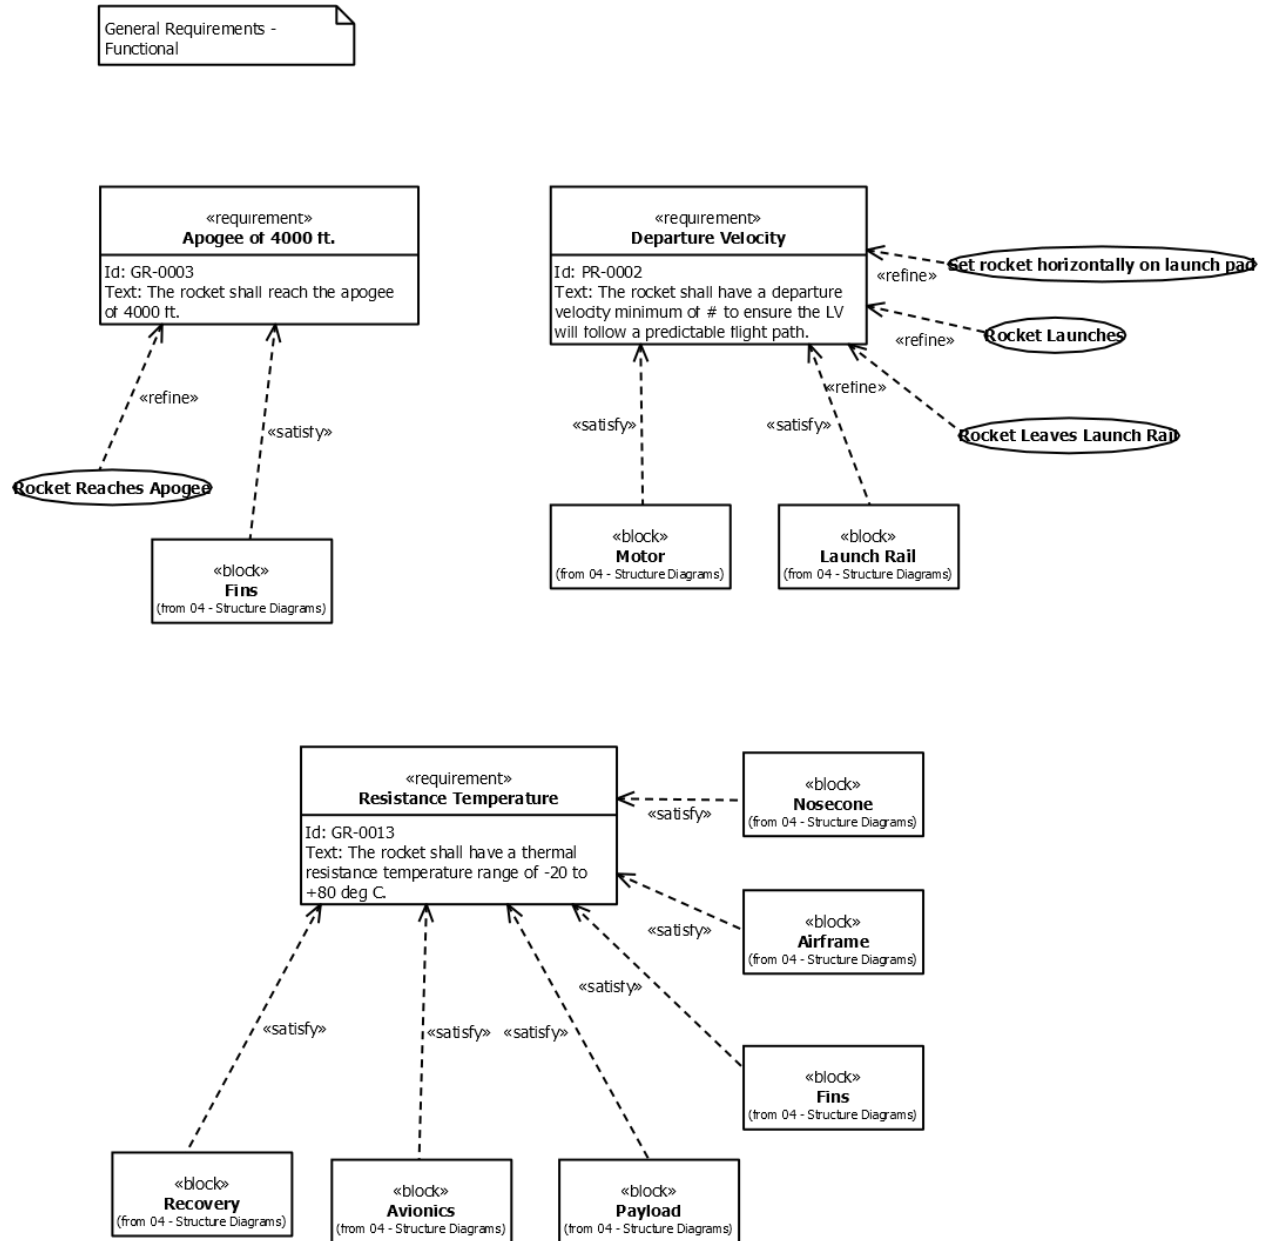 General Requirements -
Functional
«requirement»
Apogee of 4000 ft.
Id: GR-0003
Text: The rocket shall reach the apogee
of 4000 ft.
«refine»
«satisfy»
Rocket Reaches Apogee
«block»
Fins
(from 04 - Structure Diagrams)
«requirement»
Departure Velocity
Id: PR-0002
Text: The rocket shall have a departure
velocity minimum of # to ensure the LV
will follow a predictable flight path.
Set rocket horizontally on launch pad
«refine»
Rocket Launches
«refine»
«refine»
Rocket Leaves Launch Rail
«satisfy»
«satisfy»
«block»
Motor
(from 04 - Structure Diagrams)
«block»
Launch Rail
(from 04 - Structure Diagrams)
«requirement»
Resistance Temperature
Id: GR-0013
Text: The rocket shall have a thermal
resistance temperature range of -20 to
+80 deg C.
«satisfy»
«block»
Nosecone
(from 04 - Structure Diagrams)
«satisfy»
«block»
Airframe
(from 04 - Structure Diagrams)
«satisfy»
«block»
Fins
(from 04 - Structure Diagrams)
«satisfy»
«satisfy»
«satisfy»
«block»
Recovery
(from 04 - Structure Diagrams)
«block»
Avionics
(from 04 - Structure Diagrams)
«block»
Payload
(from 04 - Structure Diagrams)